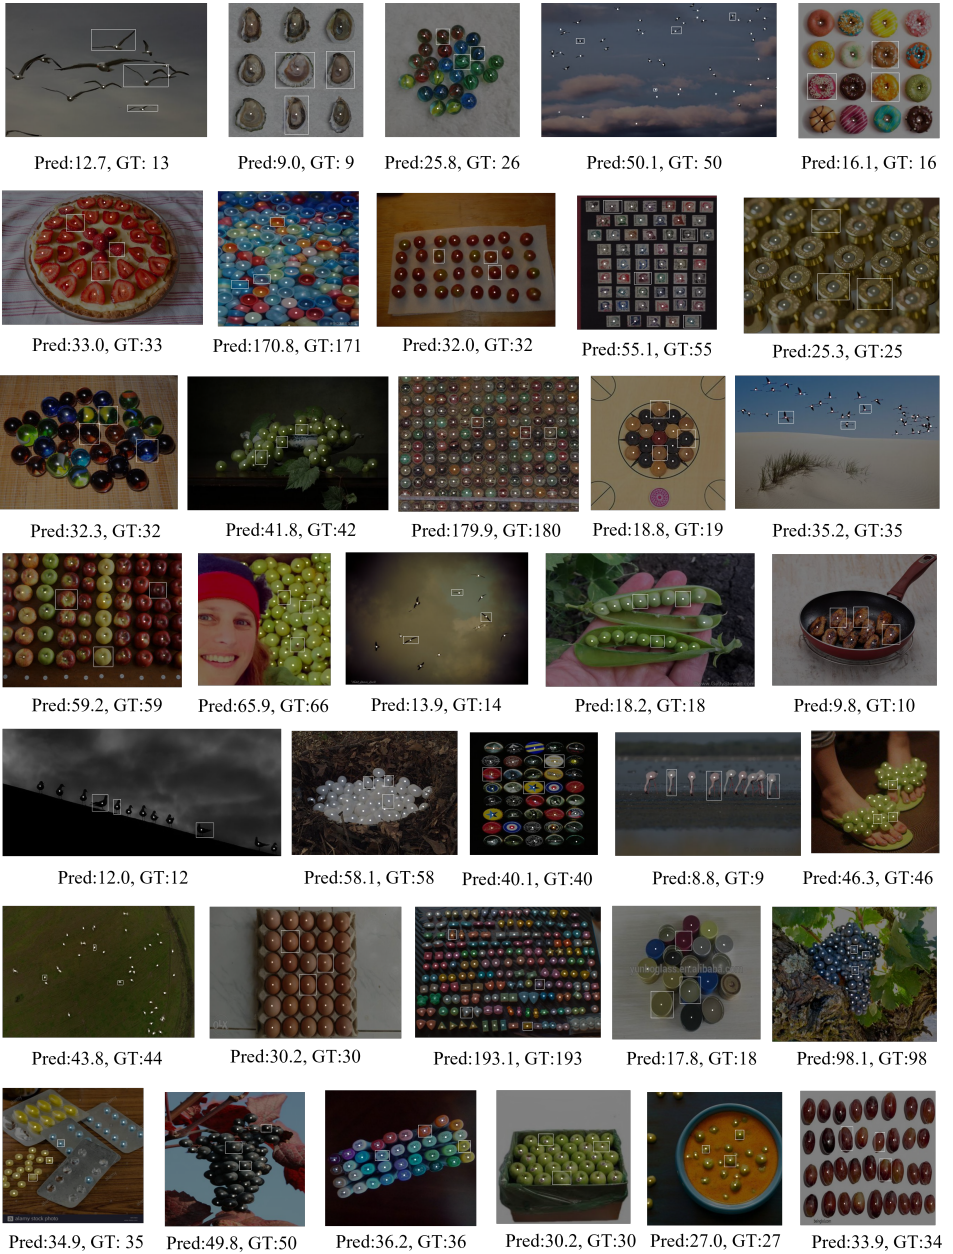 Pred:12.7, GT: 13
Pred:9.0, GT: 9
Pred:25.8, GT: 26
Pred:50.1, GT: 50
Pred:16.1, GT: 16
Pred:33.0, GT:33
Pred:170.8, GT:171
Pred:32.0, GT:32
Pred:55.1, GT:55
Pred:25.3, GT:25
Pred:32.3, GT:32
Pred:41.8, GT:42
Pred:179.9, GT:180
Pred:18.8, GT:19
Pred:35.2, GT:35
Pred:59.2, GT:59
Pred:65.9, GT:66
Pred:13.9, GT:14
Pred:18.2, GT:18
Pred:9.8, GT:10
Pred:12.0, GT:12
Pred:58.1, GT:58
Pred:40.1, GT:40
Pred:8.8, GT:9
Pred:46.3, GT:46
Pred:43.8, GT:44
Pred:30.2, GT:30
Pred:193.1, GT:193
Pred:17.8, GT:18
Pred:98.1, GT:98
alamy stock photo
Pred:34.9, GT: 35
Pred:49.8, GT:50
Pred:36.2, GT:36
Pred:30.2, GT:30
Pred:27.0, GT:27
Pred:33.9, GT:34